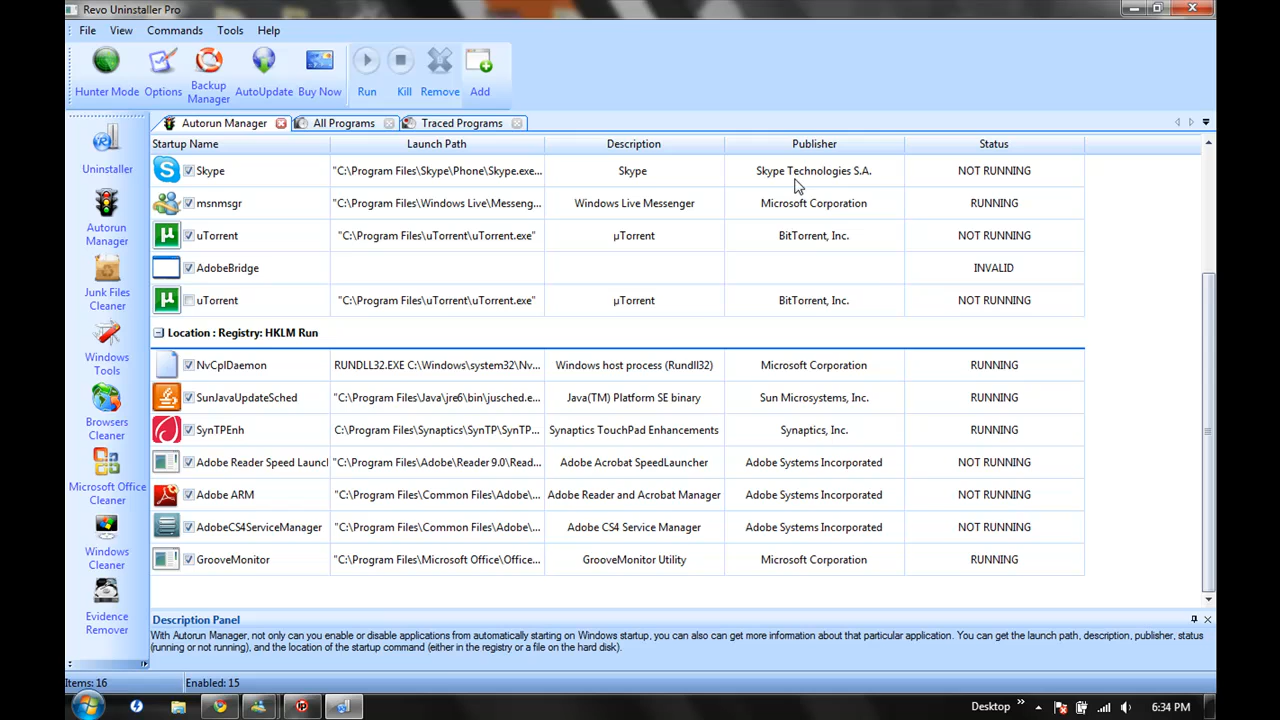 Revo Uninstaller Pro
File View Commands Tools Help
Hunter Mode Options Backup Manager AutoUpdate Buy Now Run Kill Remove Add
Autorun Manager All Programs Traced Programs
Startup Name Launch Path Description Publisher Status
Skype "C:\Program Files\Skype\Phone\Skype.exe... Skype Skype Technologies S.A. NOT RUNNING
msnmsgr "C:\Program Files\Windows Live\Messeng... Windows Live Messenger Microsoft Corporation RUNNING
uTorrent "C:\Program Files\uTorrent\uTorrent.exe" µTorrent BitTorrent, Inc. NOT RUNNING
AdobeBridge INVALID
uTorrent "C:\Program Files\uTorrent\uTorrent.exe" µTorrent BitTorrent, Inc. NOT RUNNING
Location : Registry: HKLM Run
NvCplDaemon RUNDLL32.EXE C:\Windows\system32\Nv... Windows host process (Rundll32) Microsoft Corporation RUNNING
SunJavaUpdateSched "C:\Program Files\Java\jre6\bin\jusched.e... Java(TM) Platform SE binary Sun Microsystems, Inc. RUNNING
SynTPEnh C:\Program Files\Synaptics\SynTP\SynTP... Synaptics TouchPad Enhancements Synaptics, Inc. RUNNING
Adobe Reader Speed Launcl "C:\Program Files\Adobe\Reader 9.0\Read... Adobe Acrobat SpeedLauncher Adobe Systems Incorporated NOT RUNNING
Adobe ARM "C:\Program Files\Common Files\Adobe\... Adobe Reader and Acrobat Manager Adobe Systems Incorporated NOT RUNNING
AdobeCS4ServiceManager "C:\Program Files\Common Files\Adobe\... Adobe CS4 Service Manager Adobe Systems Incorporated NOT RUNNING
GrooveMonitor "C:\Program Files\Microsoft Office\Office... GrooveMonitor Utility Microsoft Corporation RUNNING
Uninstaller
Autorun
Manager
Junk Files
Cleaner
Windows
Tools
Browsers
Cleaner
Microsoft Office
Cleaner
Windows
Cleaner
Evidence
Remover
Description Panel
With Autorun Manager, not only can you enable or disable applications from automatically starting on Windows startup, you can also can get more information about that particular application. You can get the launch path, description, publisher, status
(running or not running), and the location of the startup command (either in the registry or a file on the hard disk).
Items: 16 Enabled: 15
Desktop 6:34 PM